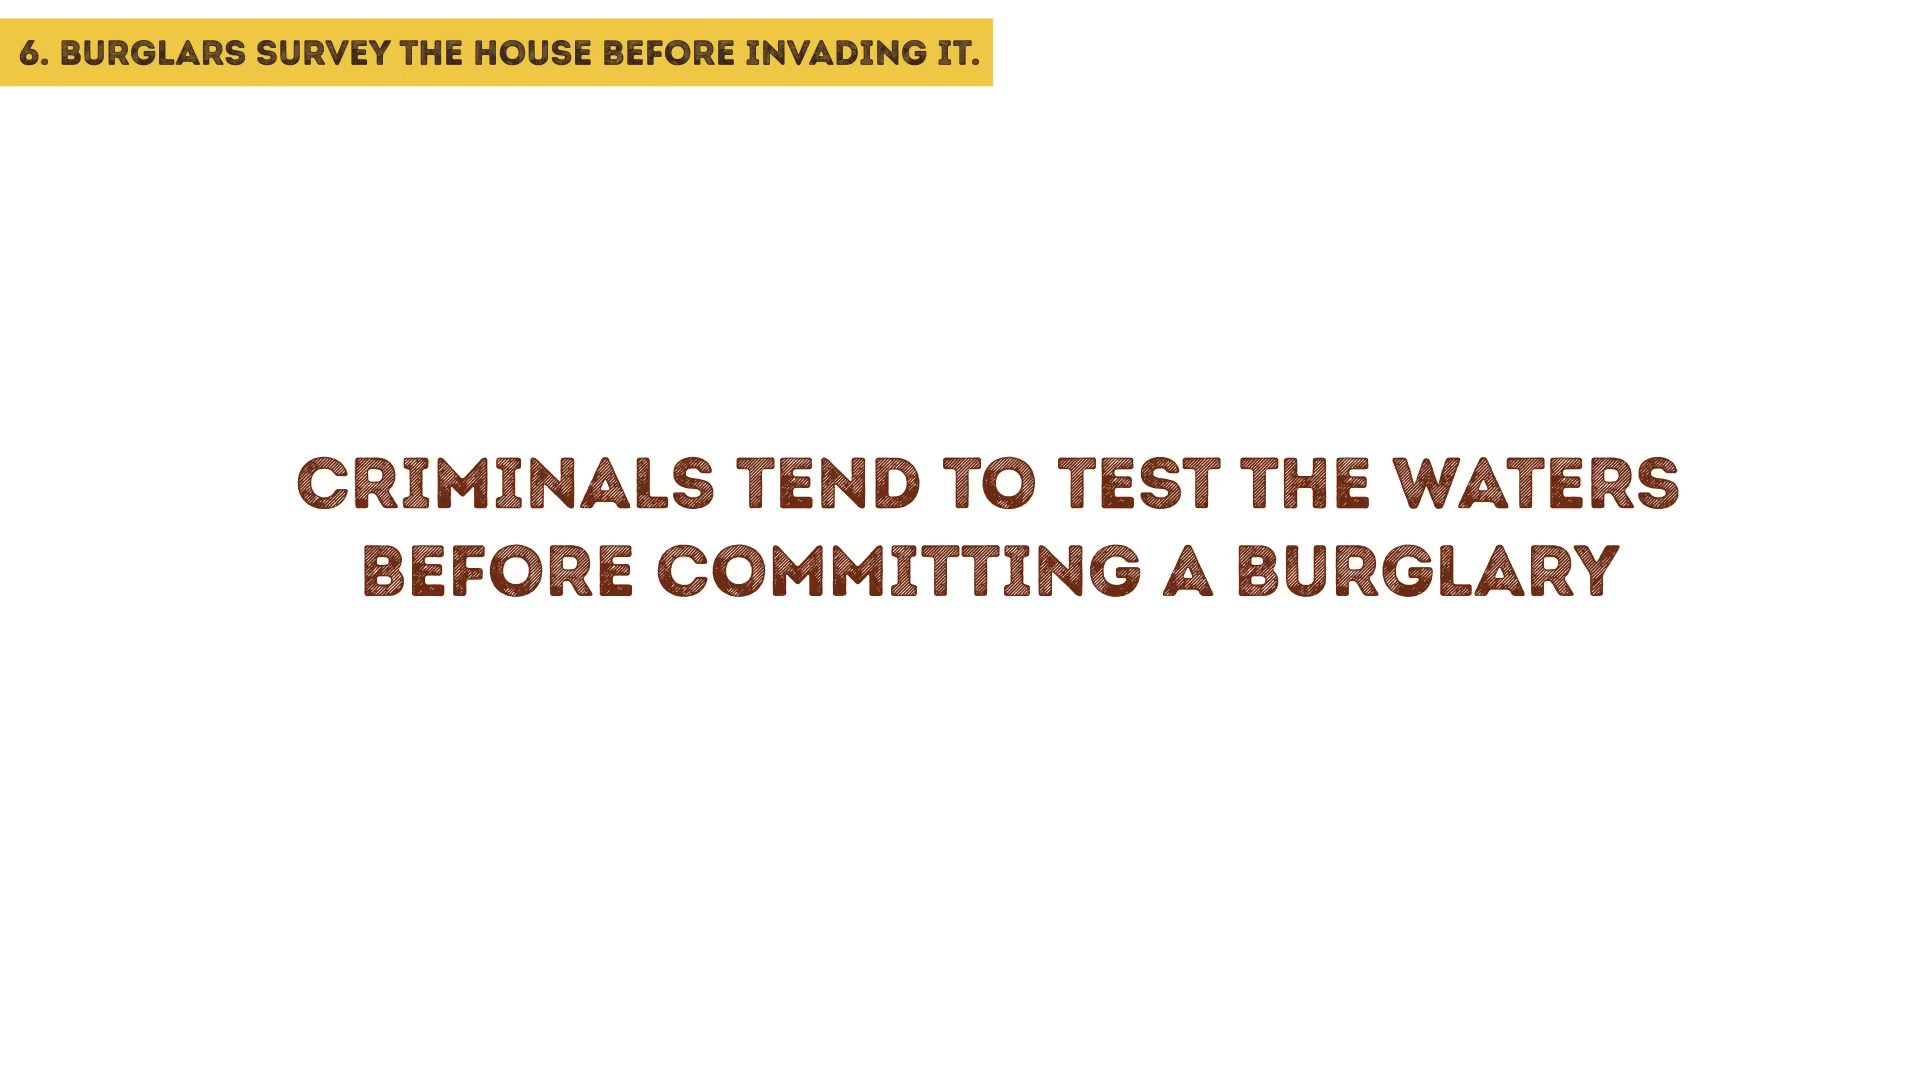 6. BURGLARS SURVEY THE HOUSE BEFORE INVADING IT.
CRIMINALS TEND TO TEST THE WATERS
BEFORE COMMITTING A BURGLARY